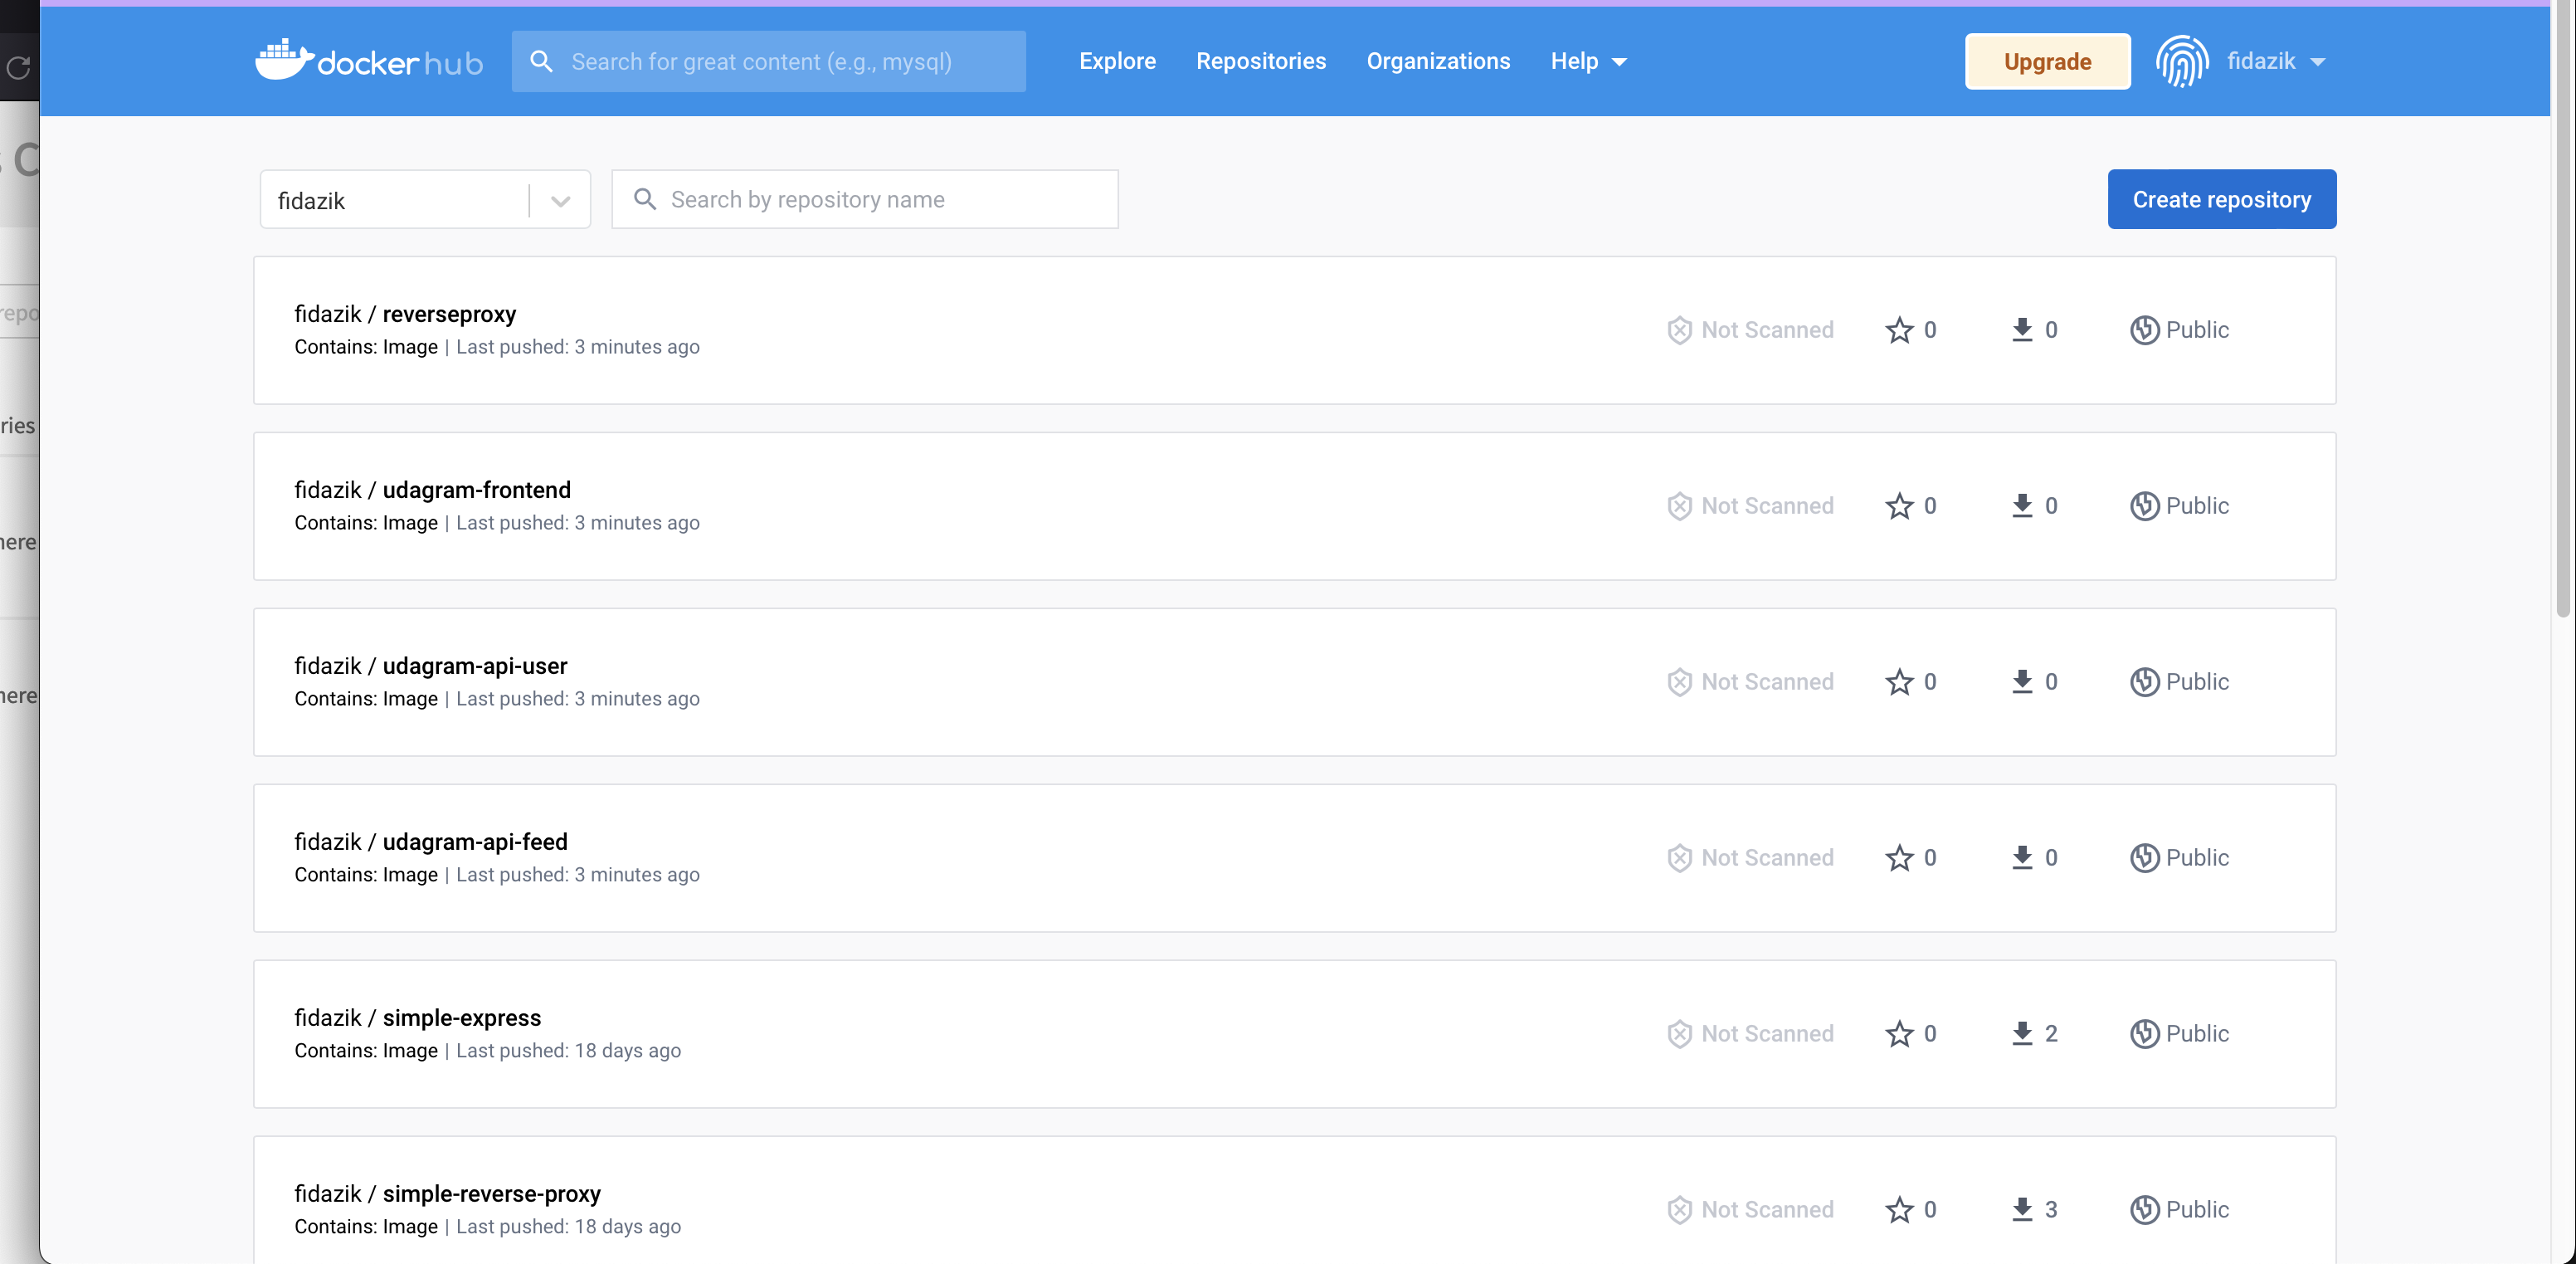 docker hub
Search for great content (e.g., mysql)
Explore
Repositories
Organizations
Help
Upgrade
fidazik
fidazik
Search by repository name
Create repository
fidazik / reverseproxy
Contains: Image | Last pushed: 3 minutes ago
Not Scanned
0
0
Public
fidazik / udagram-frontend
Contains: Image | Last pushed: 3 minutes ago
Not Scanned
0
0
Public
fidazik / udagram-api-user
Contains: Image | Last pushed: 3 minutes ago
Not Scanned
0
0
Public
fidazik / udagram-api-feed
Contains: Image | Last pushed: 3 minutes ago
Not Scanned
0
0
Public
fidazik / simple-express
Contains: Image | Last pushed: 18 days ago
Not Scanned
0
2
Public
fidazik / simple-reverse-proxy
Contains: Image | Last pushed: 18 days ago
Not Scanned
0
3
Public